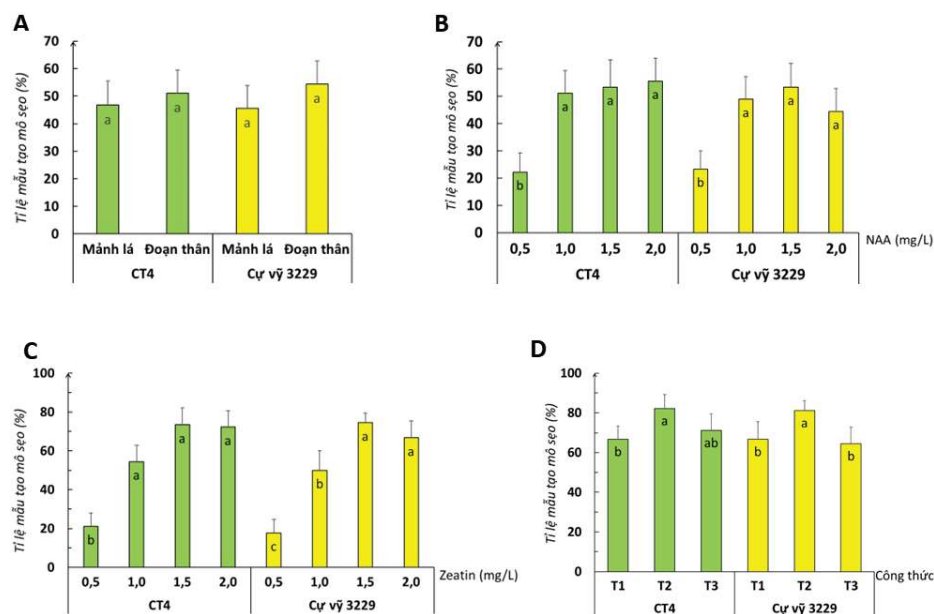 A
Tỉ lệ mẫu tạo mô sẹo (%)
70
60
50
40
30
20
10
0
a
a
a
a
Mảnh lá Đoạn thân Mảnh lá Đoạn thân
CT4 Cự vỹ 3229
B
Tỉ lệ mẫu tạo mô sẹo (%)
70
60
50
40
30
20
10
0
b a a a b a a a
0,5 1,0 1,5 2,0 0,5 1,0 1,5 2,0 NAA (mg/L)
CT4 Cự vỹ 3229
C
Tỉ lệ mẫu tạo mô sẹo (%)
100
80
60
40
20
0
b a a a c b a a
0,5 1,0 1,5 2,0 0,5 1,0 1,5 2,0 Zeatin (mg/L)
CT4 Cự vỹ 3229
D
Tỉ lệ mẫu tạo mô sẹo (%)
100
80
60
40
20
0
b a ab b a b
T1 T2 T3 T1 T2 T3 Công thức
CT4 Cự vỹ 3229